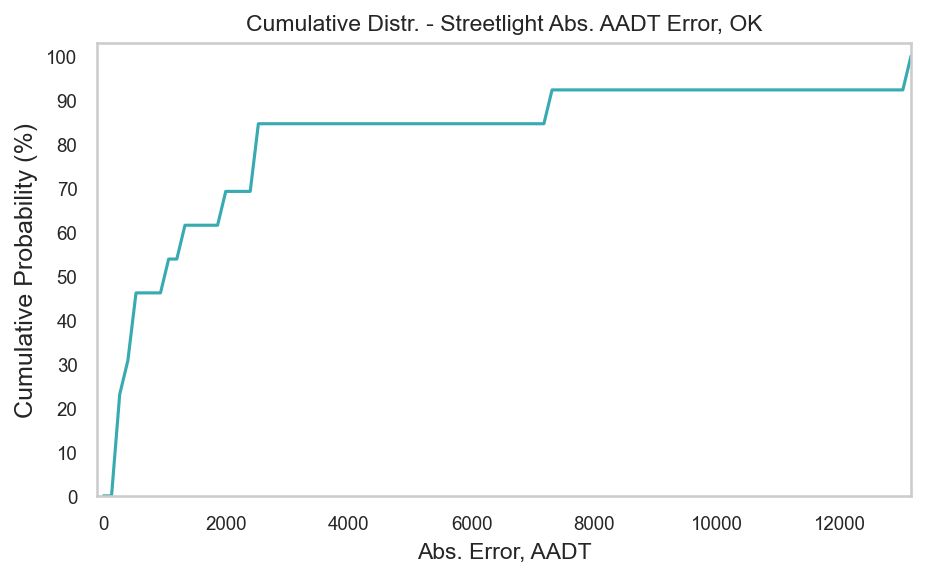 Cumulative Distr. - Streetlight Abs. AADT Error, OK
Cumulative Probability (%)
100
90
80
70
60
50
40
30
20
10
0
0 2000 4000 6000 8000 10000 12000
Abs. Error, AADT